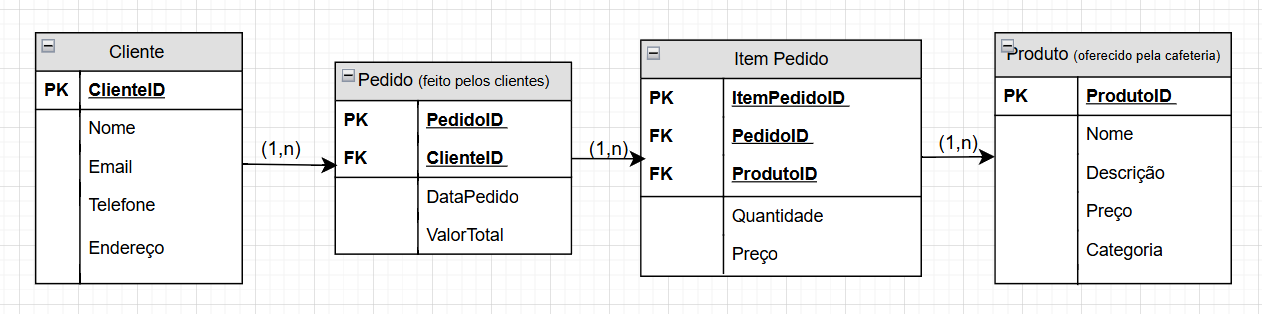 Cliente
PK ClienteID
Nome
Email
Telefone
Endereço
(1,n)
Pedido (feito pelos clientes)
PK PedidoID
FK ClienteID
DataPedido
ValorTotal
(1,n)
Item Pedido
PK ItemPedidoID
FK PedidoID
FK ProdutoID
Quantidade
Preço
(1,n)
Produto (oferecido pela cafeteria)
PK ProdutoID
Nome
Descrição
Preço
Categoria